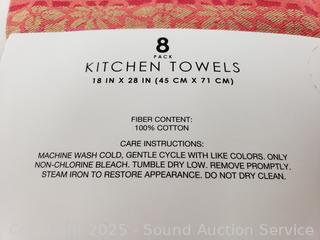 8
PACK
KITCHEN TOWELS
18 IN X 28 IN (45 CM X 71 CM)
FIBER CONTENT:
100% COTTON
CARE INSTRUCTIONS:
MACHINE WASH COLD, GENTLE CYCLE WITH LIKE COLORS. ONLY
NON-CHLORINE BLEACH. TUMBLE DRY LOW. REMOVE PROMPTLY.
STEAM IRON TO RESTORE APPEARANCE. DO NOT DRY CLEAN.
Copyright 2025 - Sound Auction Service